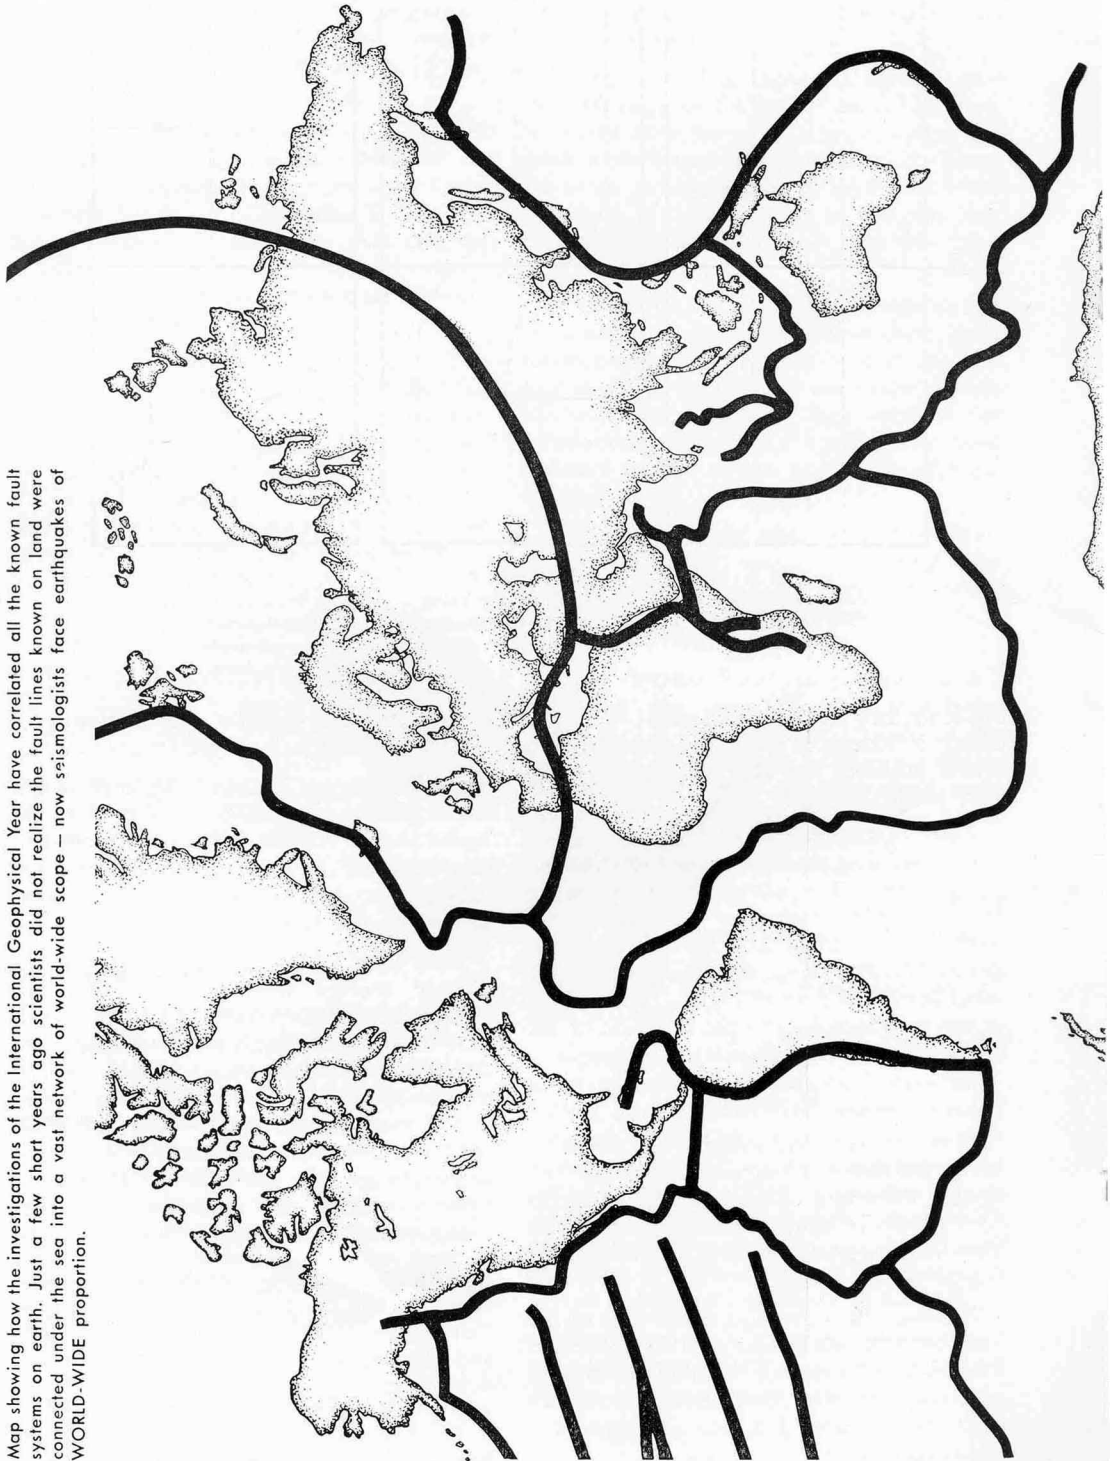 Map showing how the investigations of the International Geophysical Year have correlated all the known fault
systems on earth. Just a few short years ago scientists did not realize the fault lines known on land were
connected under the sea into a vast network of world-wide scope — now seismologists face earthquakes of
WORLD-WIDE proportion.